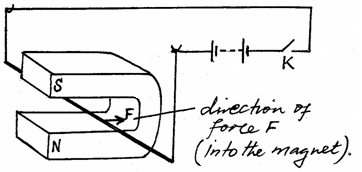 S
K
F
N
direction of
force F
(into the magnet).